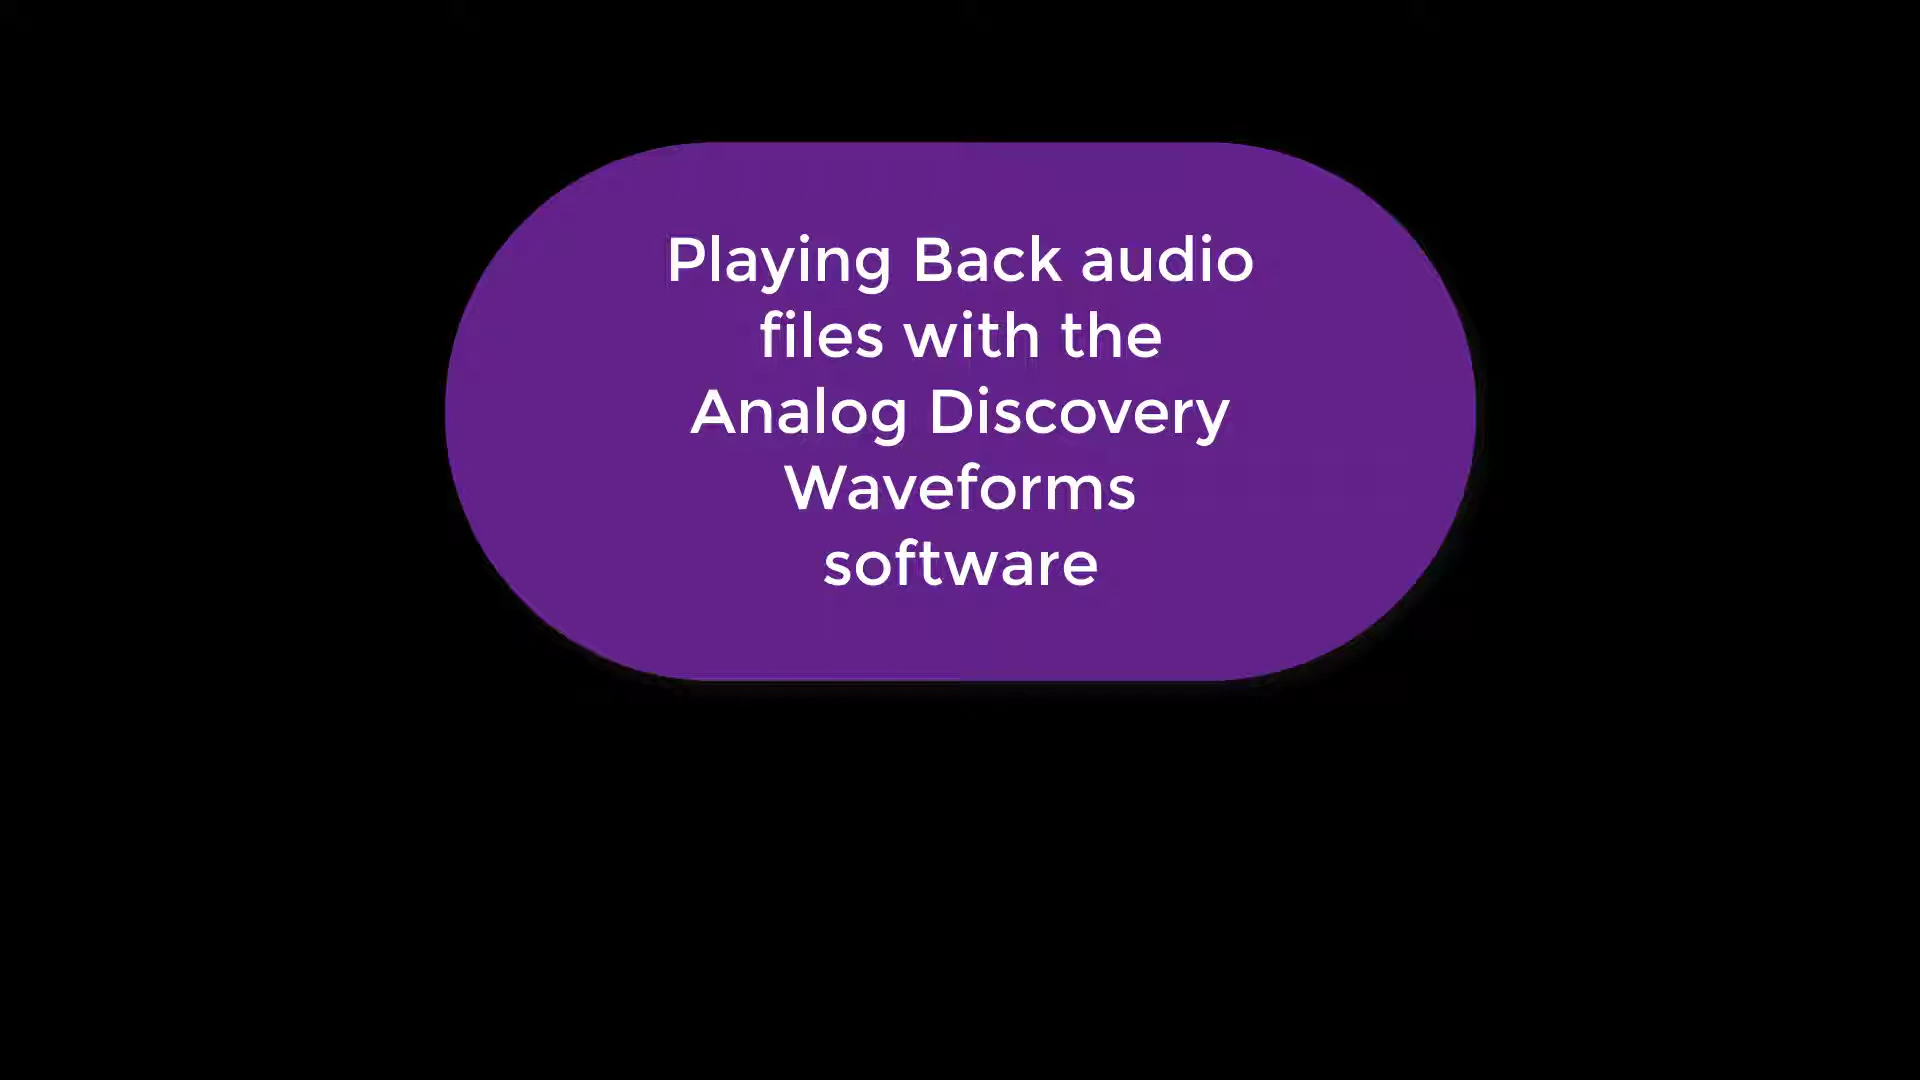 Playing Back audio
files with the
Analog Discovery
Waveforms
software